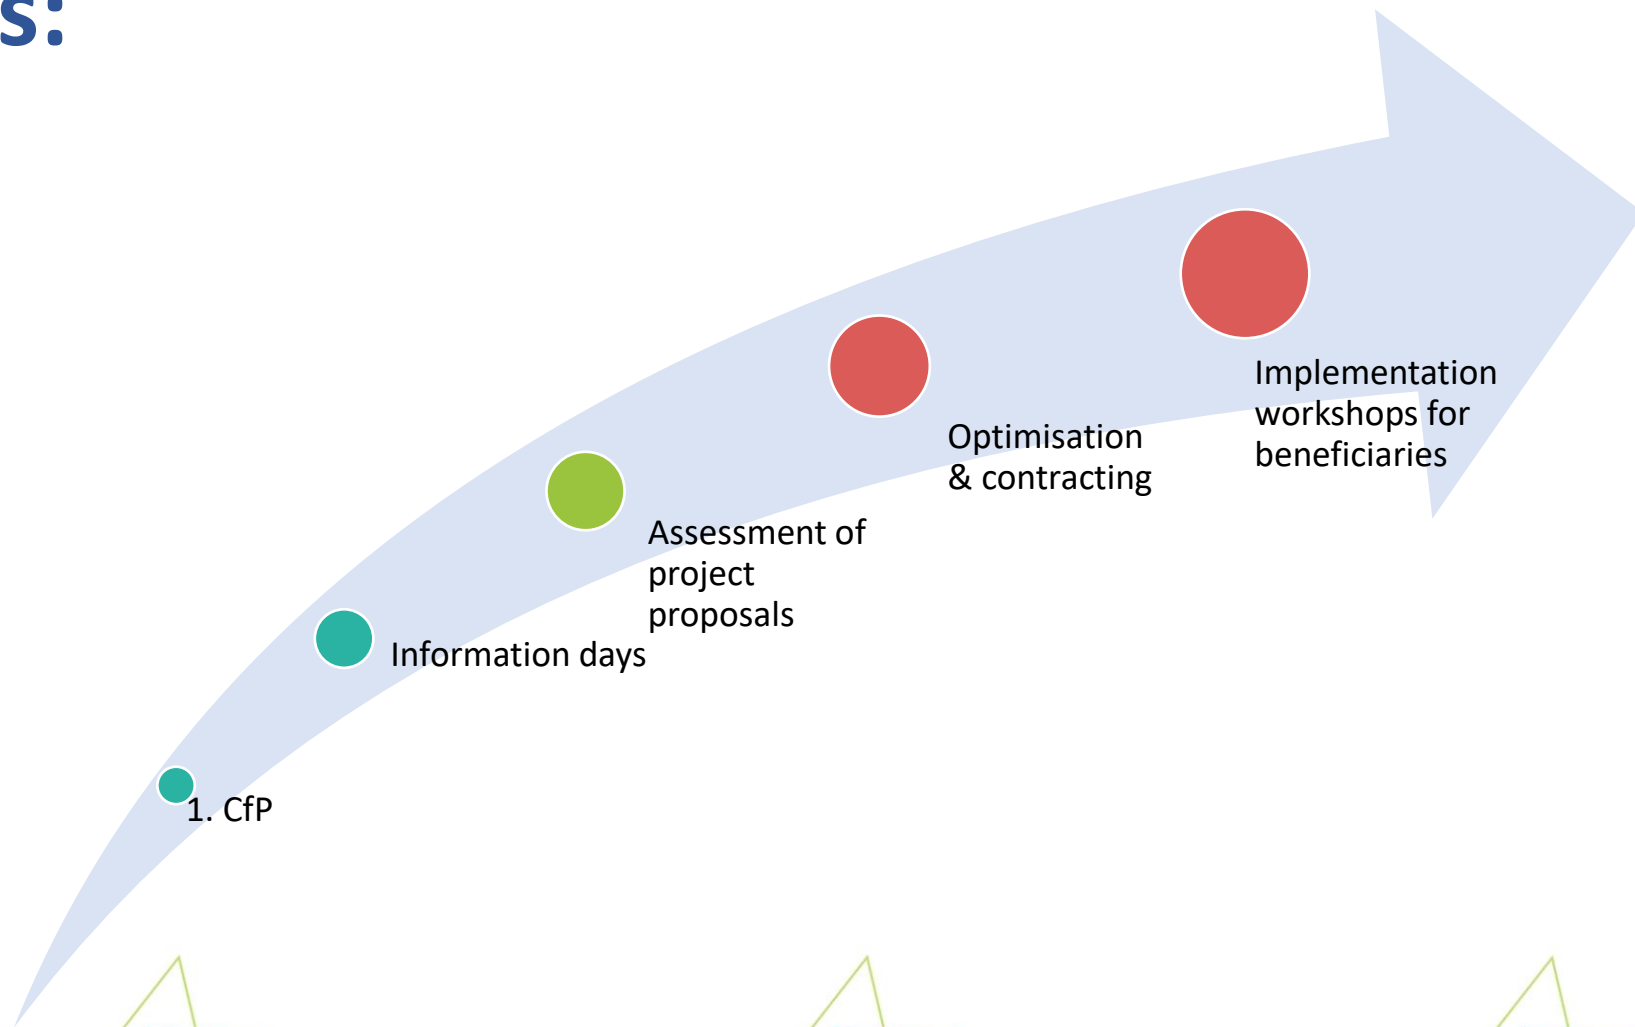 s:
Implementation
workshops for
beneficiaries
Optimisation
& contracting
Assessment of
project
proposals
Information days
1. CfP